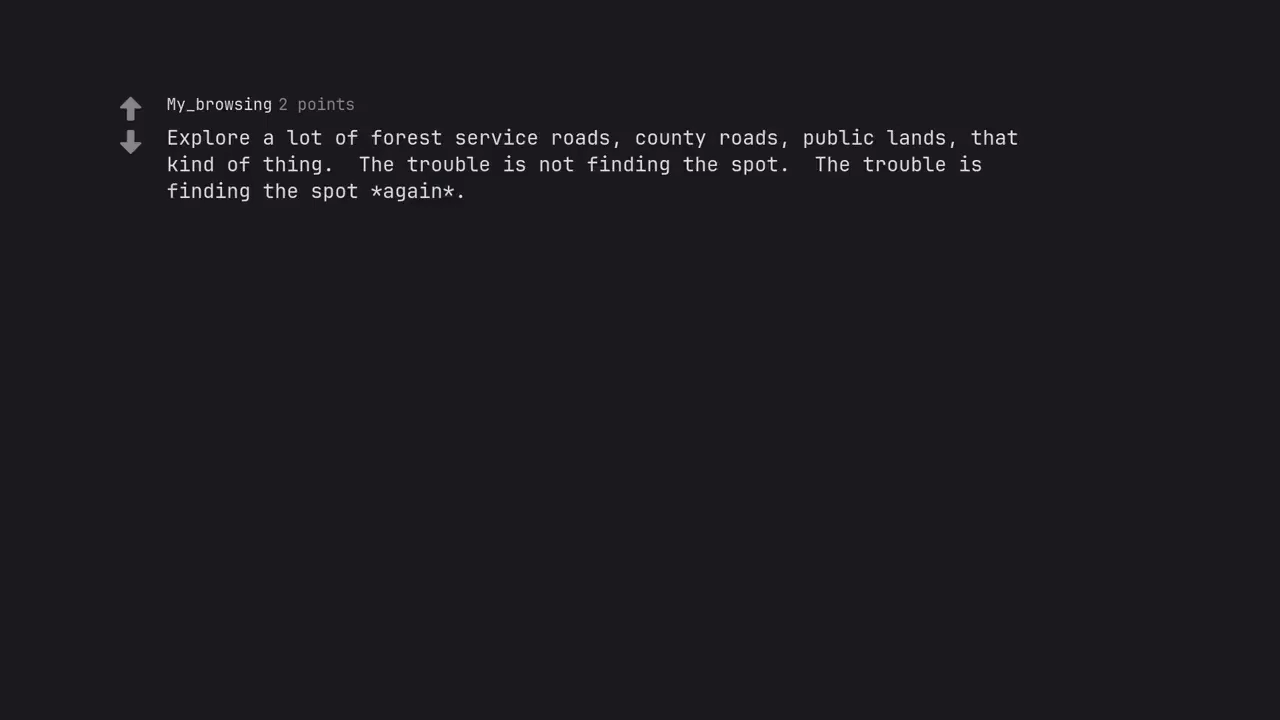 My_browsing 2 points
Explore a lot of forest service roads, county roads, public lands, that
kind of thing.  The trouble is not finding the spot.  The trouble is
finding the spot *again*.